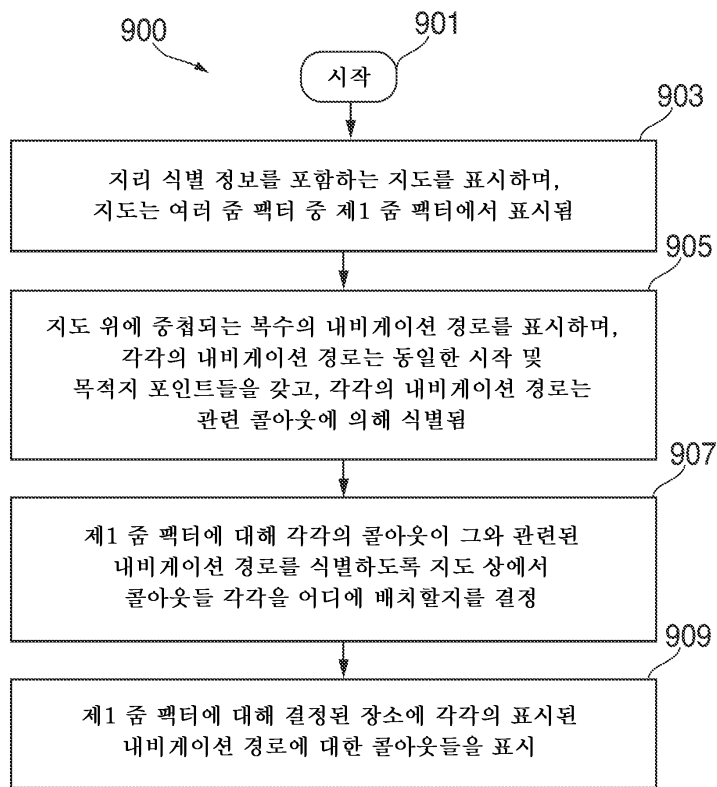 900
901
시작
903
지리 식별 정보를 포함하는 지도를 표시하며,
지도는 여러 줌 팩터 중 제1 줌 팩터에서 표시됨
905
지도 위에 중첩되는 복수의 내비게이션 경로를 표시하며,
각각의 내비게이션 경로는 동일한 시작 및
목적지 포인트들을 갖고, 각각의 내비게이션 경로는
관련 콜아웃에 의해 식별됨
907
제1 줌 팩터에 대해 각각의 콜아웃이 그와 관련된
내비게이션 경로를 식별하도록 지도 상에서
콜아웃들 각각을 어디에 배치할지를 결정
909
제1 줌 팩터에 대해 결정된 장소에 각각의 표시된
내비게이션 경로에 대한 콜아웃들을 표시